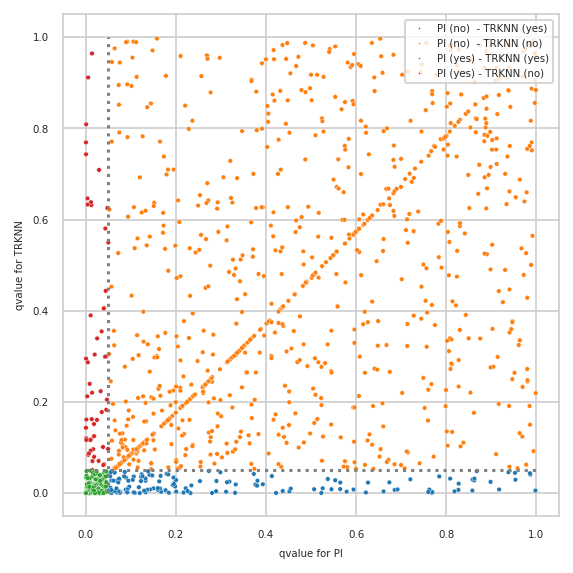 PI (no)  - TRKNN (yes)
PI (no)  - TRKNN (no)
PI (yes) - TRKNN (yes)
PI (yes) - TRKNN (no)
1.0
0.8
0.6
0.4
0.2
0.0
qvalue for TRKNN
0.0 0.2 0.4 0.6 0.8 1.0
qvalue for PI